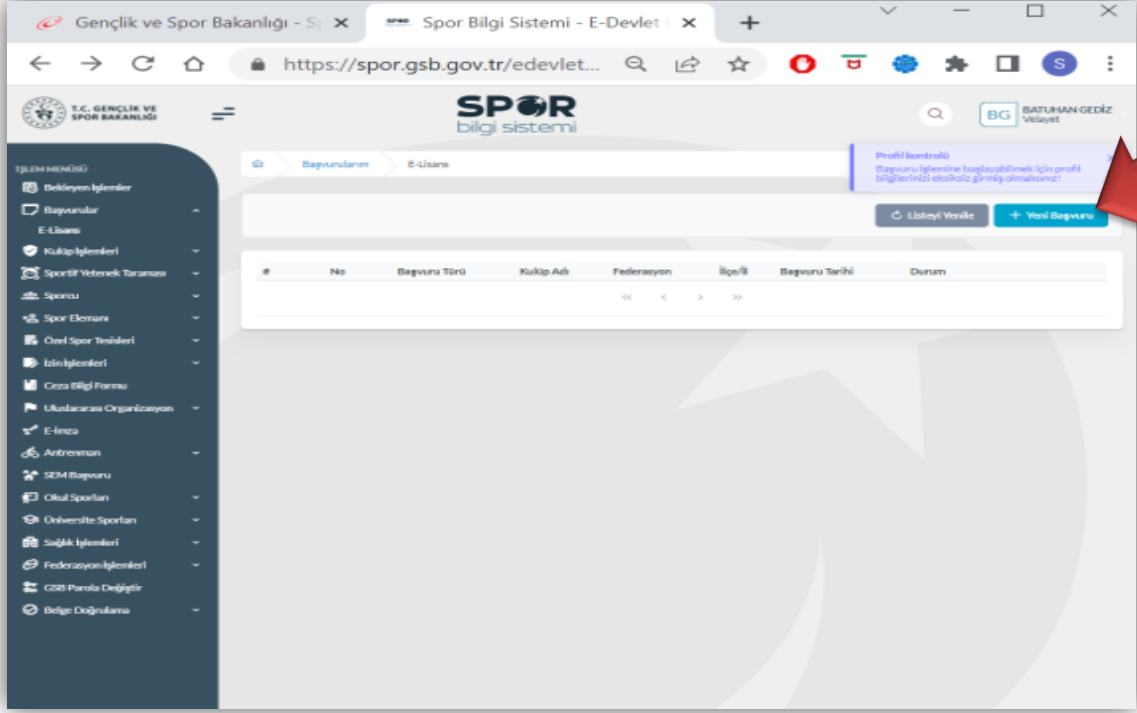 Gençlik ve Spor Bakanlığı - S
Spor Bilgi Sistemi - E-Devlet
https://spor.gsb.gov.tr/edevlet...
S
T.C. GENÇLİK VE
SPOR BAKANLIĞI
SPOR
bilgi sistemi
BG
BATUHAN GEDİZ
Velayet
İŞLEM MENÜSÜ
Başvurularım
E-Lisans
Profil kontrolü
Başvuru işlemine başlayabilmek için profil
bilgilerinizi eksiksiz girmiş olmalısınız!
Bekleyen İşlemler
Başvurular
E-Lisans
Listeyi Yenile
+ Yeni Başvuru
Kulüp İşlemleri
Sportif Yetenek Taraması
Sporcu
Spor Elemanı
Özel Spor Tesisleri
İzin İşlemleri
Ceza Bilgi Formu
Uluslararası Organizasyon
E-İmza
Antrenman
SEM Başvuru
Okul Sporları
Üniversite Sporları
Sağlık İşlemleri
Federasyon İşlemleri
GSB Parola Değiştir
Belge Doğrulama
# No Başvuru Türü Kulüp Adı Federasyon İlçe/İl Başvuru Tarihi Durum
<< < > >>